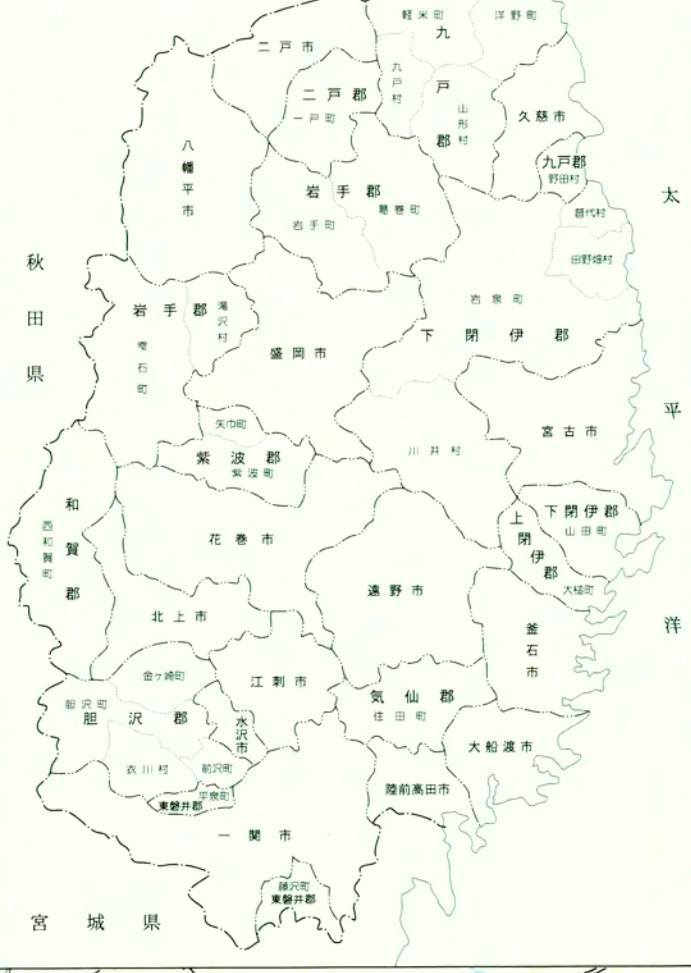 軽米町
洋野町
九戸郡
二戸市
九戸村
二戸郡
一戸町
山形村
久慈市
八幡平市
九戸郡
野田村
岩手郡
葛巻町
岩手町
普代村
田野畑村
太平洋
秋田県
岩泉町
下閉伊郡
岩手郡
滝沢村
雫石町
盛岡市
矢巾町
紫波郡
紫波町
川井村
宮古市
和賀郡
西和賀町
花巻市
下閉伊郡
山田町
上閉伊郡
大槌町
遠野市
北上市
釜石市
金ケ崎町
江刺市
気仙郡
住田町
胆沢町
胆沢郡
水沢市
大船渡市
衣川村
前沢町
平泉町
東磐井郡
陸前高田市
一関市
藤沢町
東磐井郡
宮城県